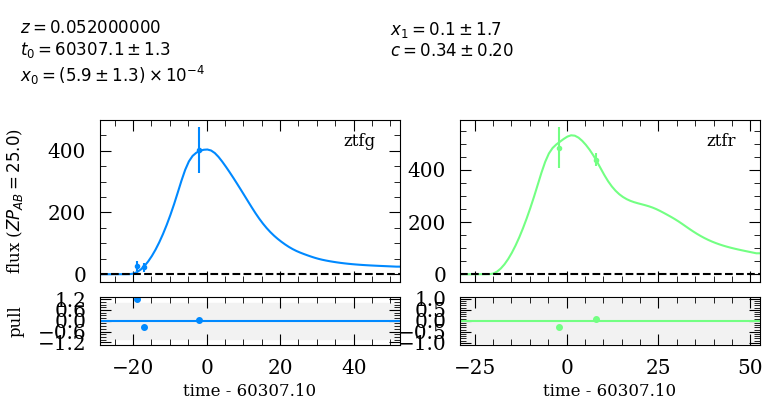 z = 0.052000000
t₀ = 60307.1 ± 1.3
x₀ = (5.9 ± 1.3) × 10⁻⁴
x₁ = 0.1 ± 1.7
c = 0.34 ± 0.20
flux (ZP_AB = 25.0)
400
200
0
ztfg
400
200
0
ztfr
pull
1.2
0.6
0.0
−0.6
−1.2
−20 0 20 40
time - 60307.10
1.0
0.5
0.0
−0.5
−1.0
−25 0 25 50
time - 60307.10